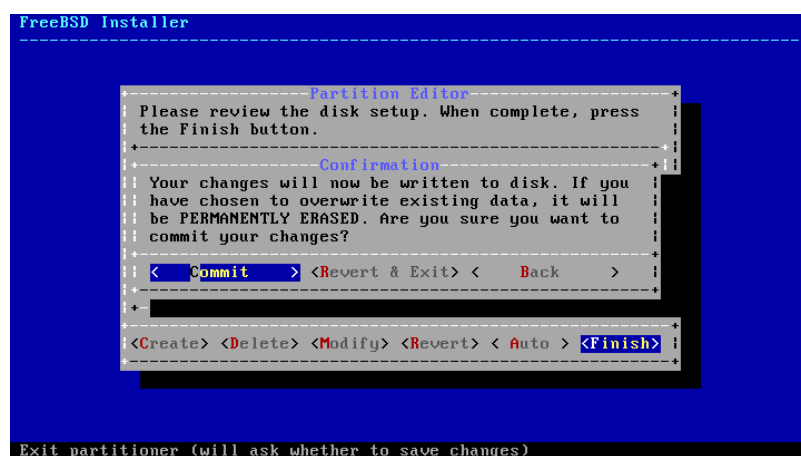 FreeBSD Installer
Partition Editor
Please review the disk setup. When complete, press
the Finish button.
Confirmation
Your changes will now be written to disk. If you
have chosen to overwrite existing data, it will
be PERMANENTLY ERASED. Are you sure you want to
commit your changes?
< Commit > <Revert & Exit> < Back >
<Create> <Delete> <Modify> <Revert> < Auto > <Finish>
Exit partitioner (will ask whether to save changes)